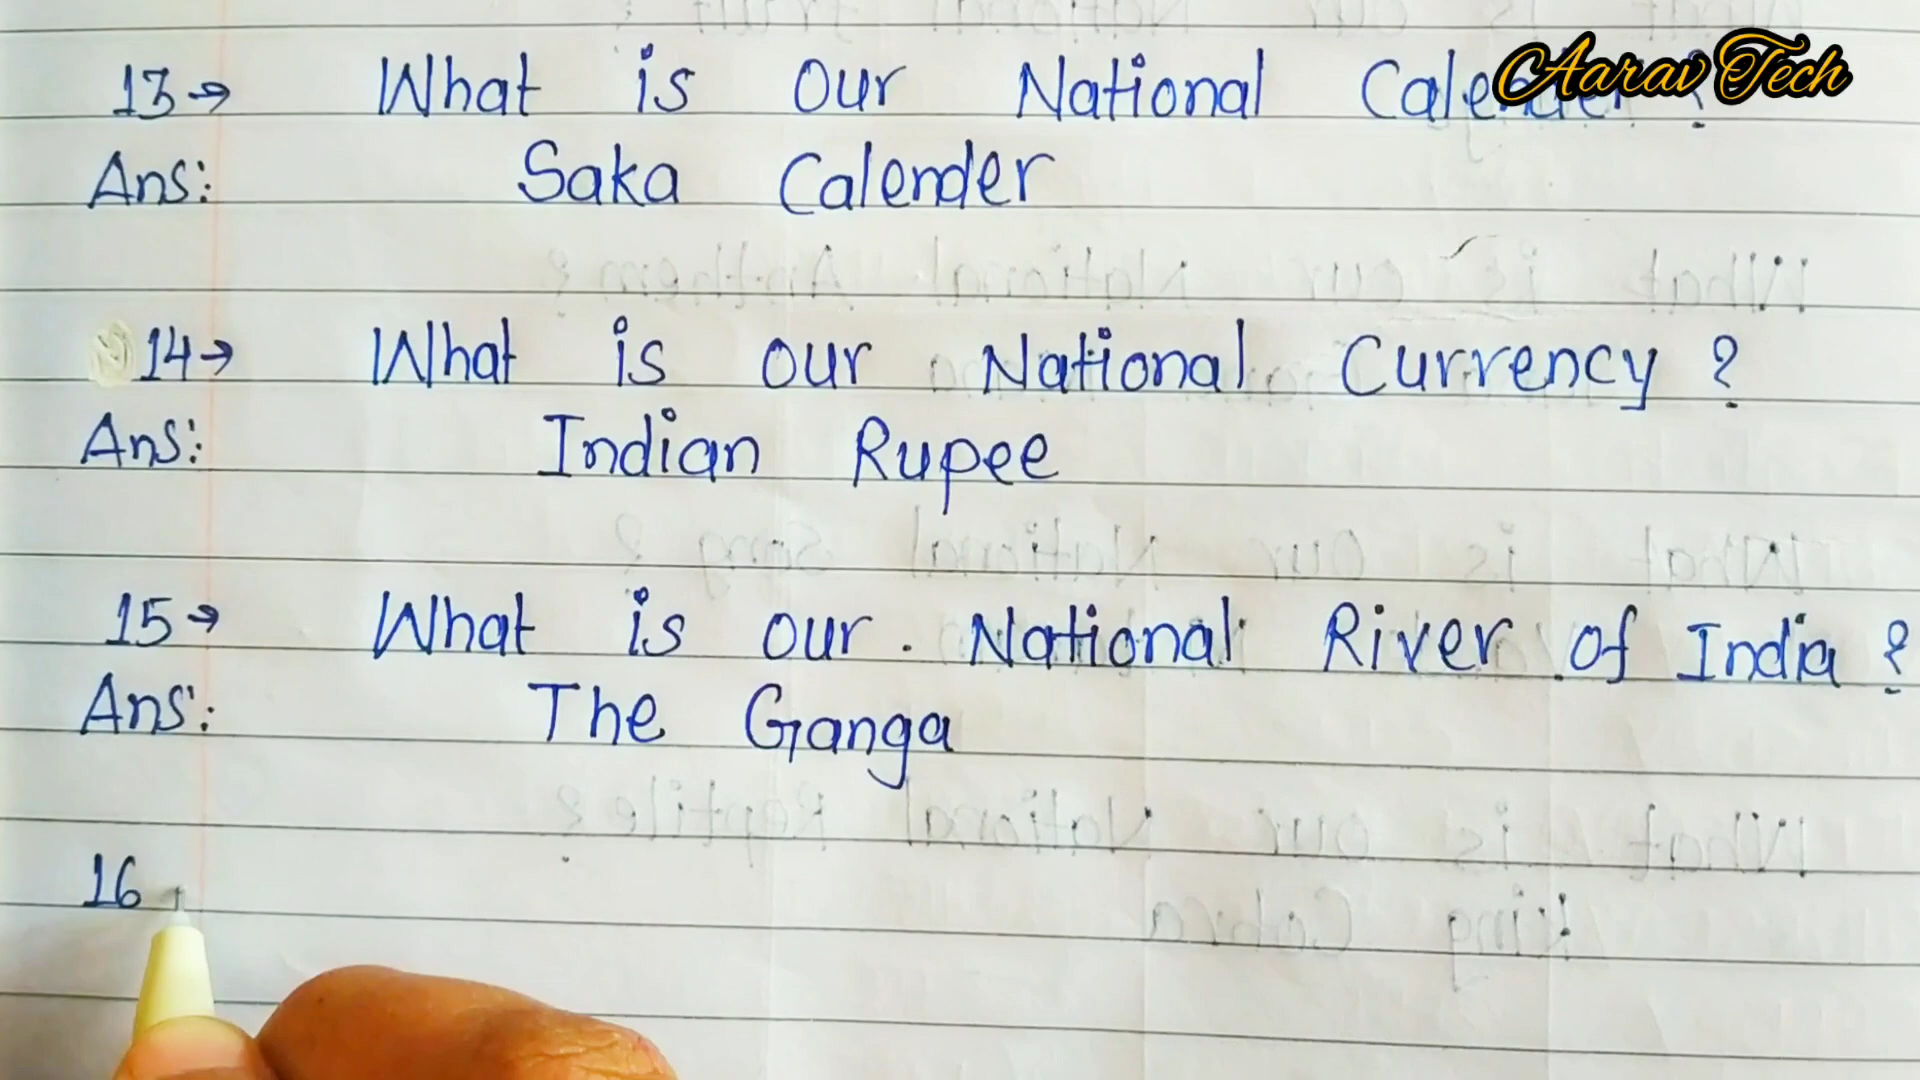 13→ What is our National Calender ?
Aarav Tech
Ans: Saka Calender
14→ What is our National Currency ?
Ans: Indian Rupee
15→ What is our National River of India ?
Ans: The Ganga
16